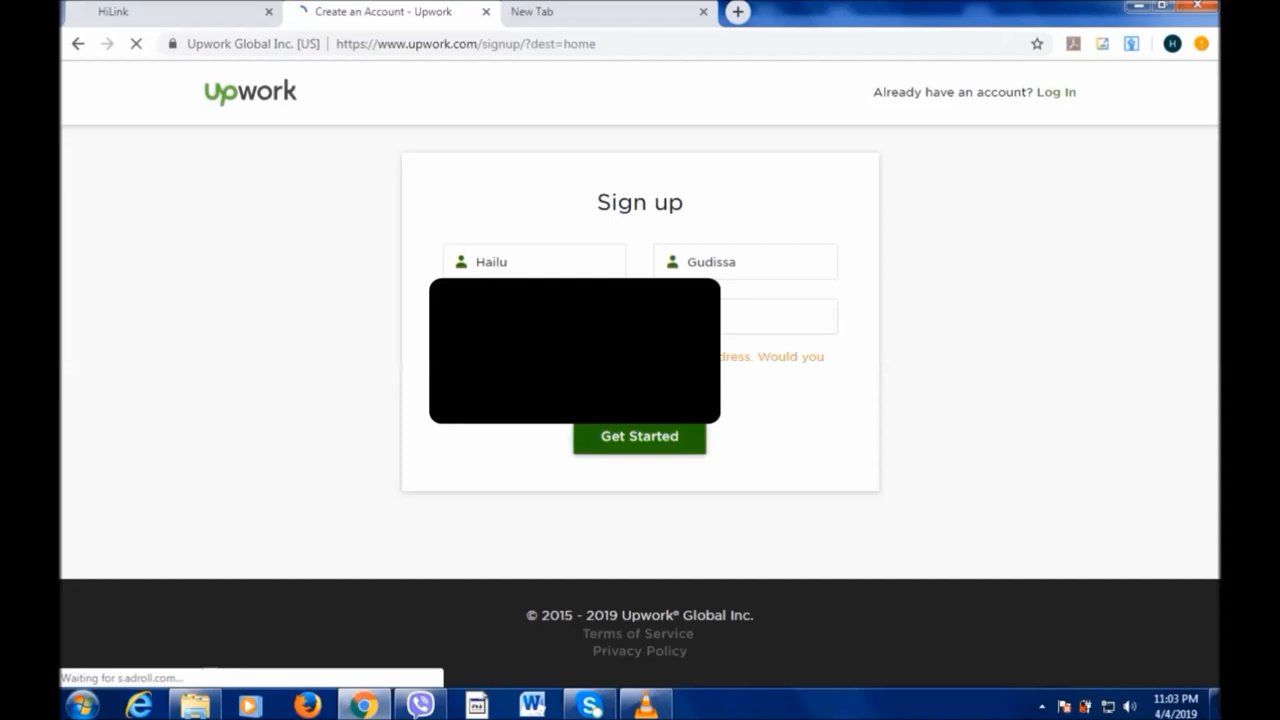 HiLink
Create an Account - Upwork
New Tab
Upwork Global Inc. [US] | https://www.upwork.com/signup/?dest=home
upwork
Already have an account? Log In
Sign up
Hailu
Gudissa
dress. Would you
Get Started
© 2015 - 2019 Upwork® Global Inc.
Terms of Service
Privacy Policy
Waiting for s.adroll.com...
11:03 PM
4/4/2019